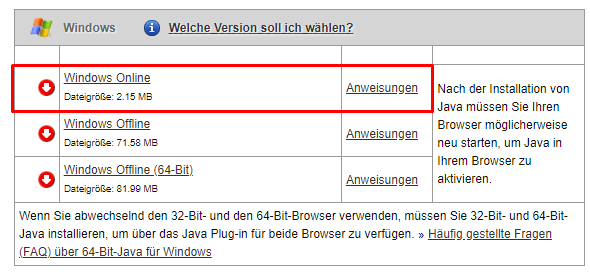 Windows Welche Version soll ich wählen?
Windows Online
Dateigröße: 2.15 MB
Anweisungen
Windows Offline
Dateigröße: 71.58 MB
Anweisungen
Windows Offline (64-Bit)
Dateigröße: 81.99 MB
Anweisungen
Nach der Installation von
Java müssen Sie Ihren
Browser möglicherweise
neu starten, um Java in
Ihrem Browser zu
aktivieren.
Wenn Sie abwechselnd den 32-Bit- und den 64-Bit-Browser verwenden, müssen Sie 32-Bit- und 64-Bit-
Java installieren, um über das Java Plug-in für beide Browser zu verfügen. » Häufig gestellte Fragen
(FAQ) über 64-Bit-Java für Windows